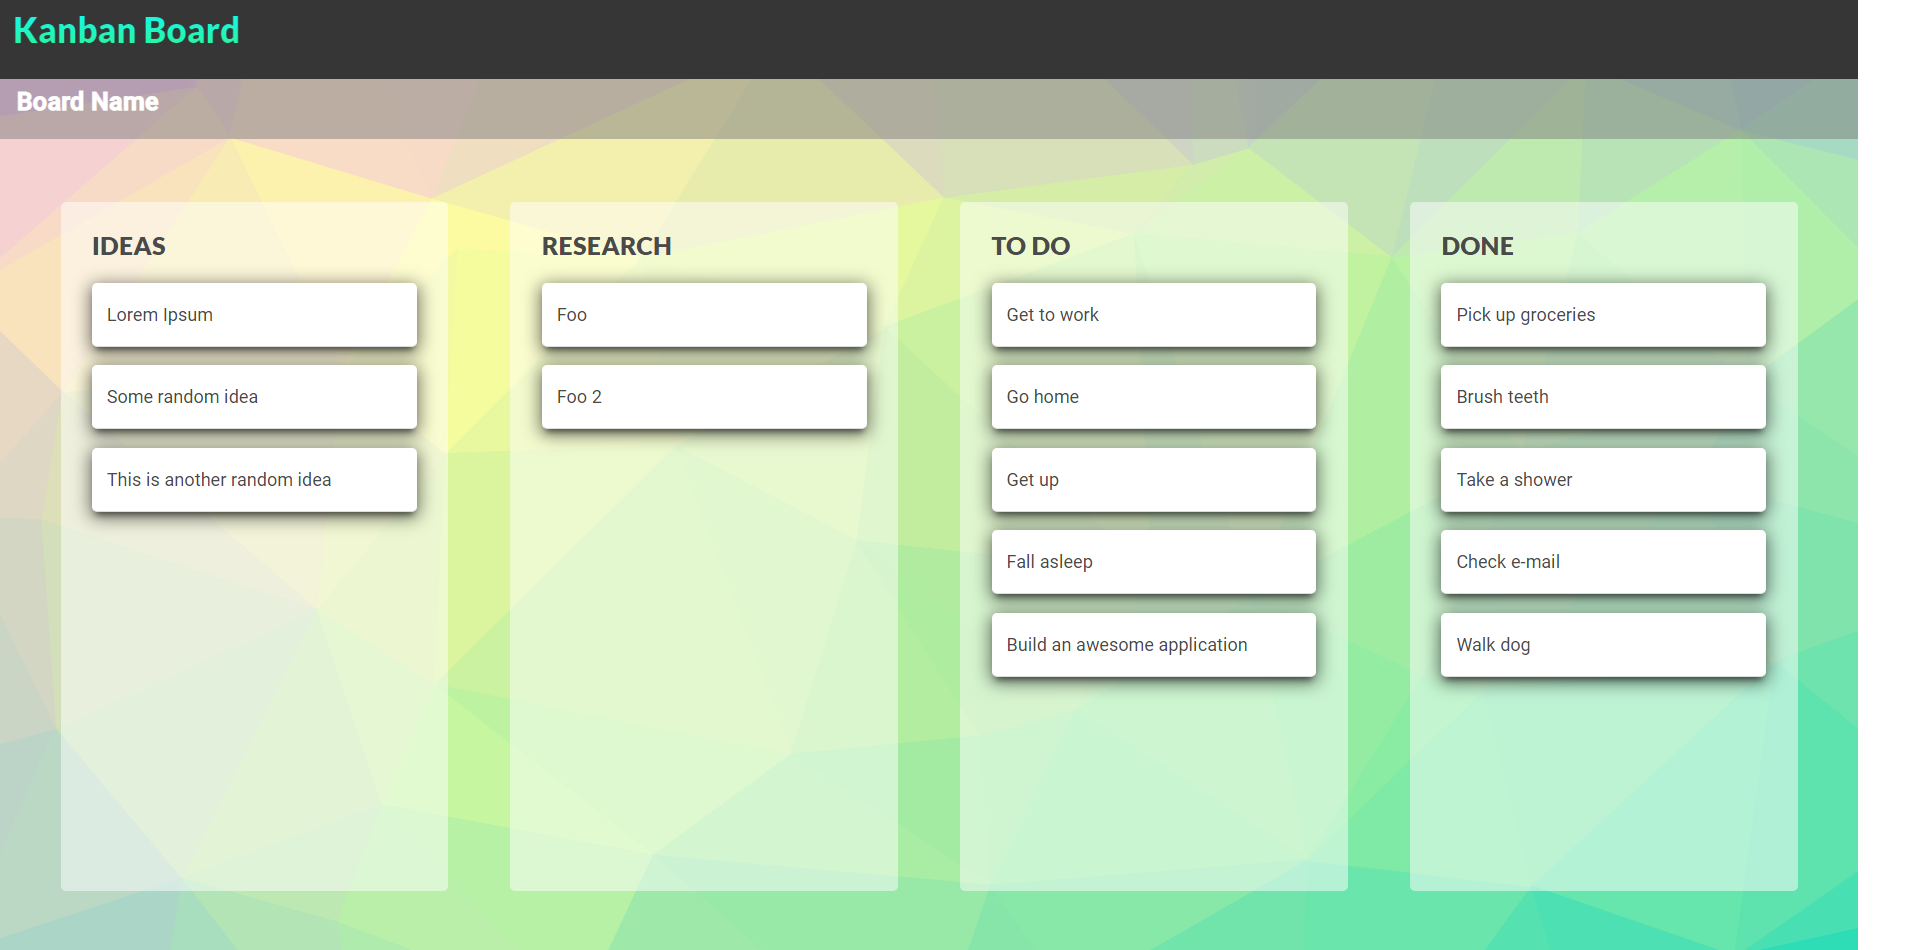 Kanban Board
Board Name
IDEAS
Lorem Ipsum
Some random idea
This is another random idea
RESEARCH
Foo
Foo 2
TO DO
Get to work
Go home
Get up
Fall asleep
Build an awesome application
DONE
Pick up groceries
Brush teeth
Take a shower
Check e-mail
Walk dog